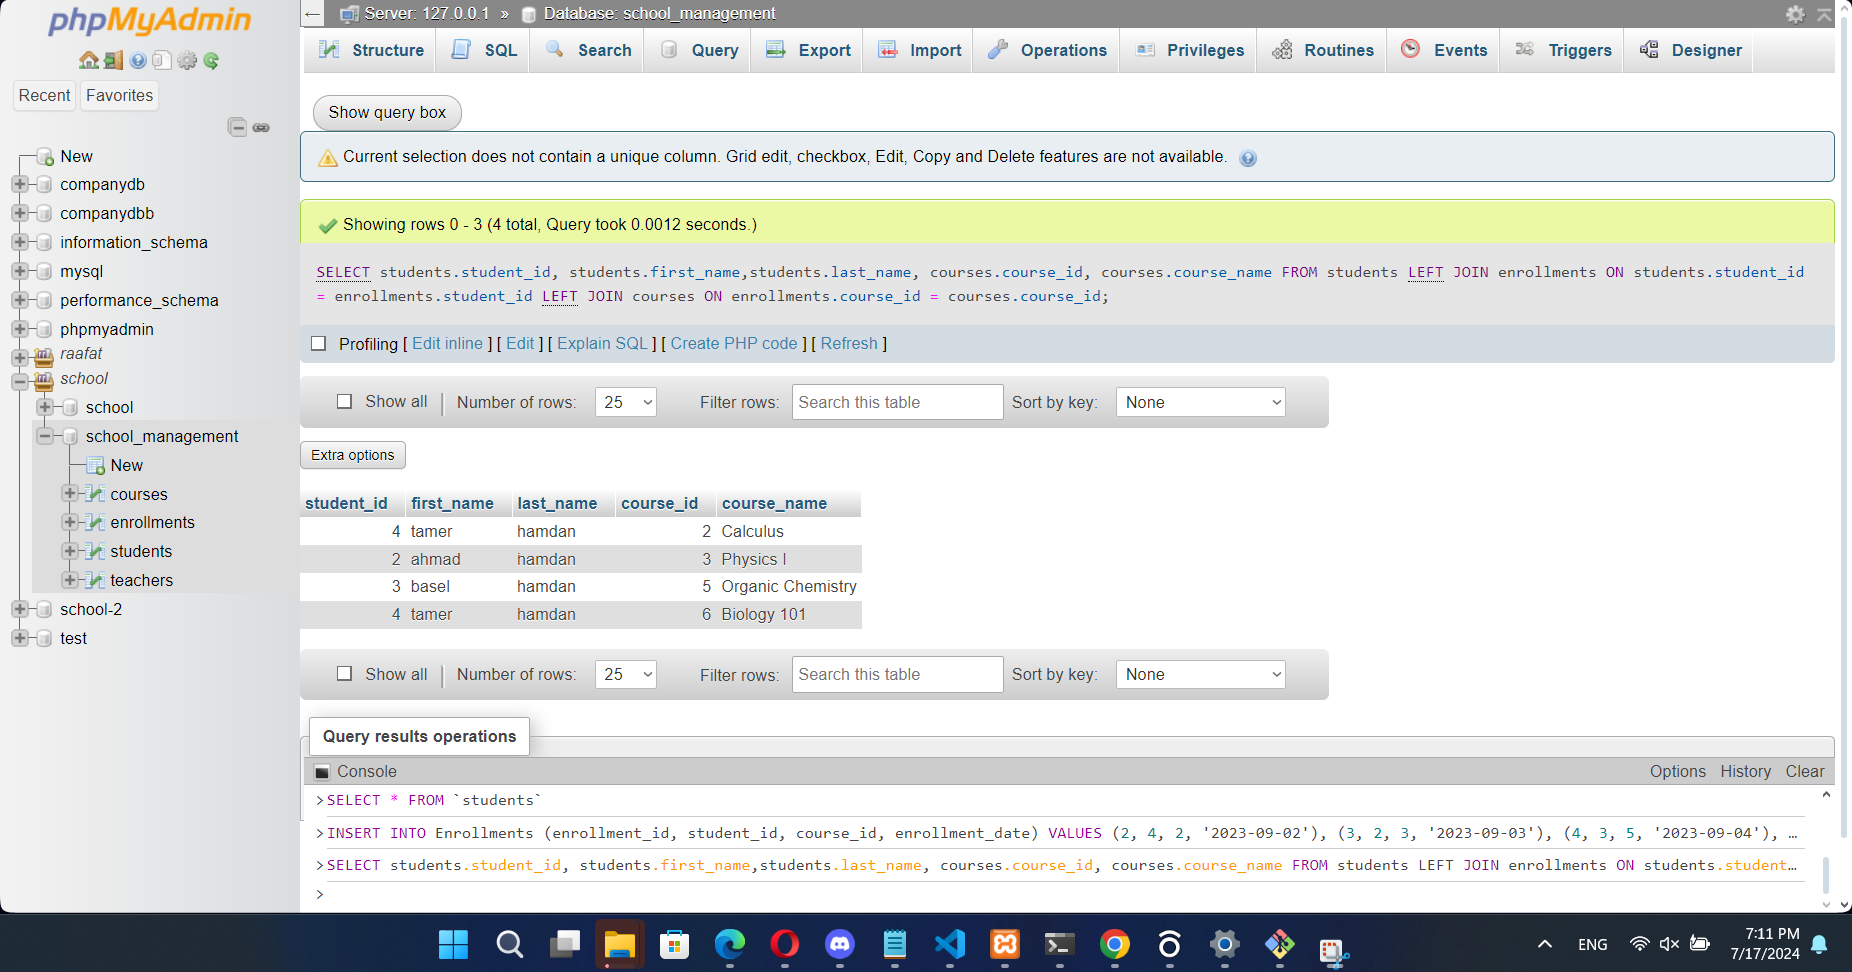 phpMyAdmin
Recent Favorites
New
companydb
companydbb
information_schema
mysql
performance_schema
phpmyadmin
raafat
school
school
school_management
New
courses
enrollments
students
teachers
school-2
test
← Server: 127.0.0.1 » Database: school_management
Structure SQL Search Query Export Import Operations Privileges Routines Events Triggers Designer
Show query box
Current selection does not contain a unique column. Grid edit, checkbox, Edit, Copy and Delete features are not available.
Showing rows 0 - 3 (4 total, Query took 0.0012 seconds.)
SELECT students.student_id, students.first_name,students.last_name, courses.course_id, courses.course_name FROM students LEFT JOIN enrollments ON students.student_id
= enrollments.student_id LEFT JOIN courses ON enrollments.course_id = courses.course_id;
Profiling [ Edit inline ] [ Edit ] [ Explain SQL ] [ Create PHP code ] [ Refresh ]
Show all | Number of rows: 25 Filter rows: Search this table Sort by key: None
Extra options
student_id first_name last_name course_id course_name
4 tamer hamdan 2 Calculus
2 ahmad hamdan 3 Physics I
3 basel hamdan 5 Organic Chemistry
4 tamer hamdan 6 Biology 101
Show all | Number of rows: 25 Filter rows: Search this table Sort by key: None
Query results operations
Console Options History Clear
>SELECT * FROM `students`
>INSERT INTO Enrollments (enrollment_id, student_id, course_id, enrollment_date) VALUES (2, 4, 2, '2023-09-02'), (3, 2, 3, '2023-09-03'), (4, 3, 5, '2023-09-04'), …
>SELECT students.student_id, students.first_name,students.last_name, courses.course_id, courses.course_name FROM students LEFT JOIN enrollments ON students.student…
>
ENG 7:11 PM
7/17/2024